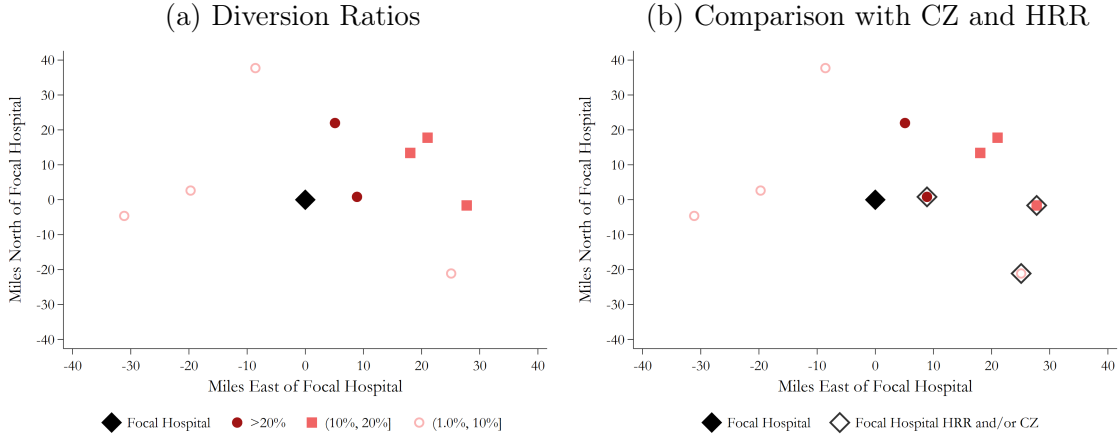 (a) Diversion Ratios
40
30
20
10
0
-10
-20
-30
-40
Miles North of Focal Hospital
-40 -30 -20 -10 0 10 20 30 40
Miles East of Focal Hospital
Focal Hospital >20% (10%, 20%] (1.0%, 10%]
(b) Comparison with CZ and HRR
40
30
20
10
0
-10
-20
-30
-40
Miles North of Focal Hospital
-40 -30 -20 -10 0 10 20 30 40
Miles East of Focal Hospital
Focal Hospital Focal Hospital HRR and/or CZ